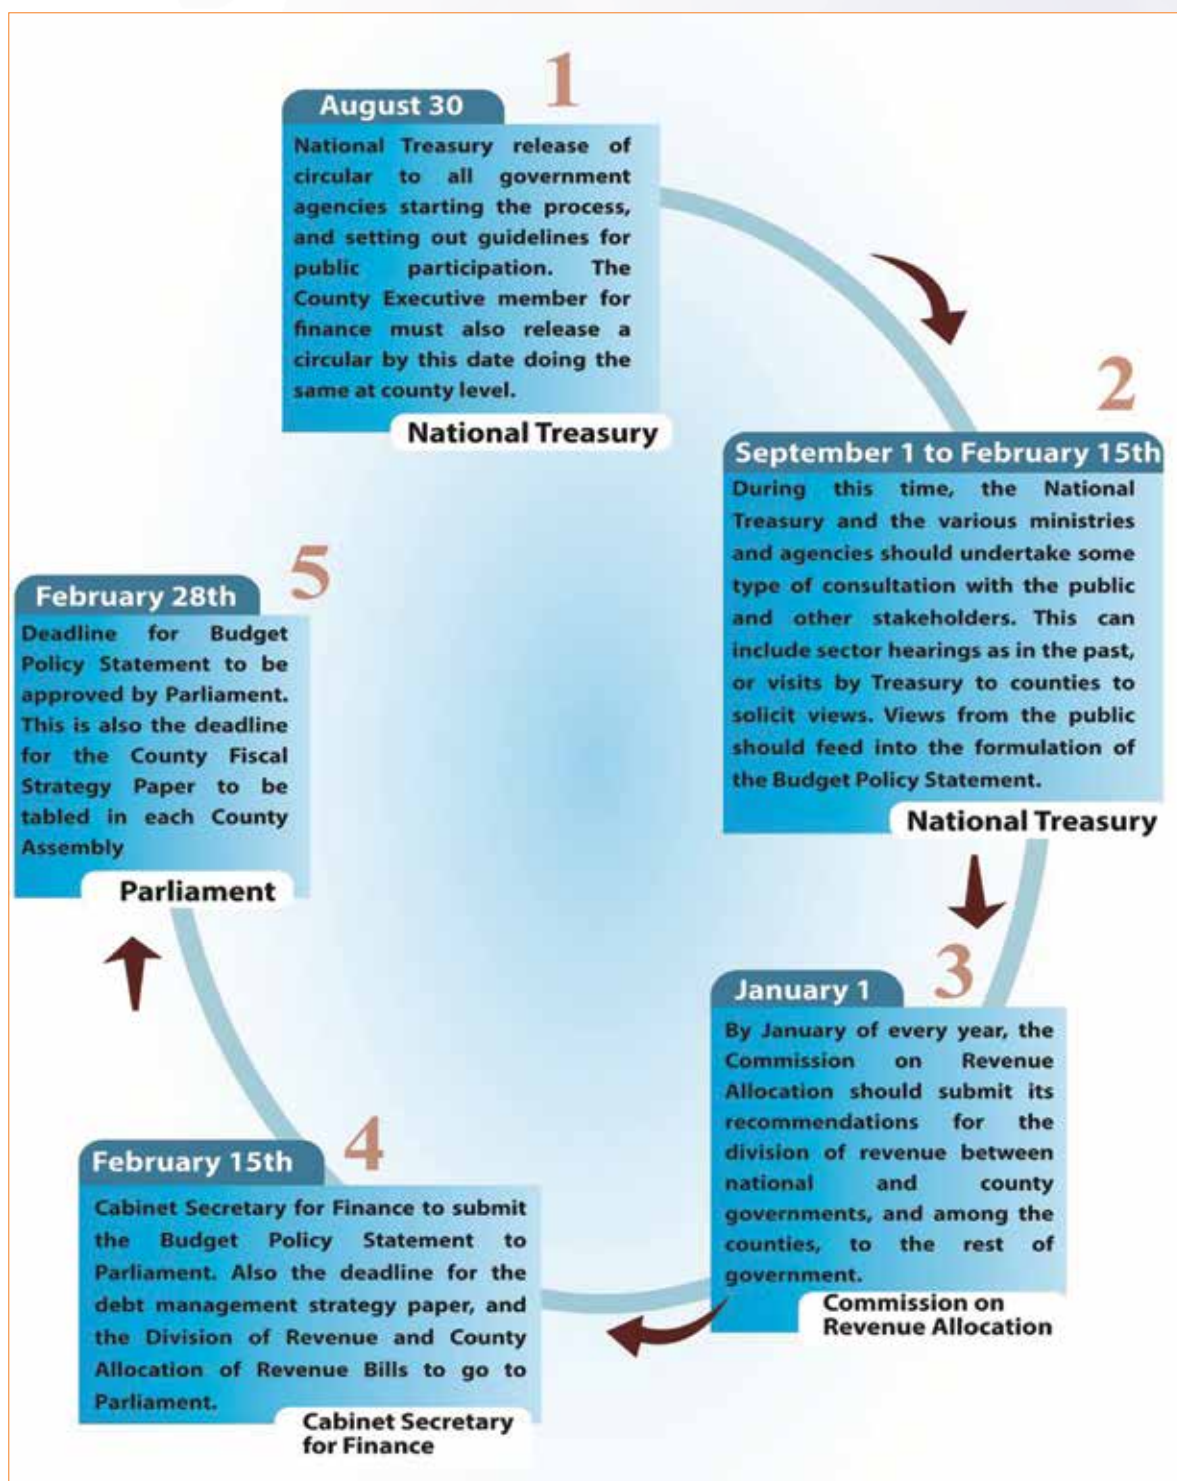 1
August 30
National Treasury release of
circular to all government
agencies starting the process,
and setting out guidelines for
public participation. The
County Executive member for
finance must also release a
circular by this date doing the
same at county level.
National Treasury
2
September 1 to February 15th
During this time, the National
Treasury and the various ministries
and agencies should undertake some
type of consultation with the public
and other stakeholders. This can
include sector hearings as in the past,
or visits by Treasury to counties to
solicit views. Views from the public
should feed into the formulation of
the Budget Policy Statement.
National Treasury
3
January 1
By January of every year, the
Commission on Revenue
Allocation should submit its
recommendations for the
division of revenue between
national and county
governments, and among the
counties, to the rest of
government.
Commission on
Revenue Allocation
4
February 15th
Cabinet Secretary for Finance to submit
the Budget Policy Statement to
Parliament. Also the deadline for the
debt management strategy paper, and
the Division of Revenue and County
Allocation of Revenue Bills to go to
Parliament.
Cabinet Secretary
for Finance
5
February 28th
Deadline for Budget
Policy Statement to be
approved by Parliament.
This is also the deadline
for the County Fiscal
Strategy Paper to be
tabled in each County
Assembly
Parliament